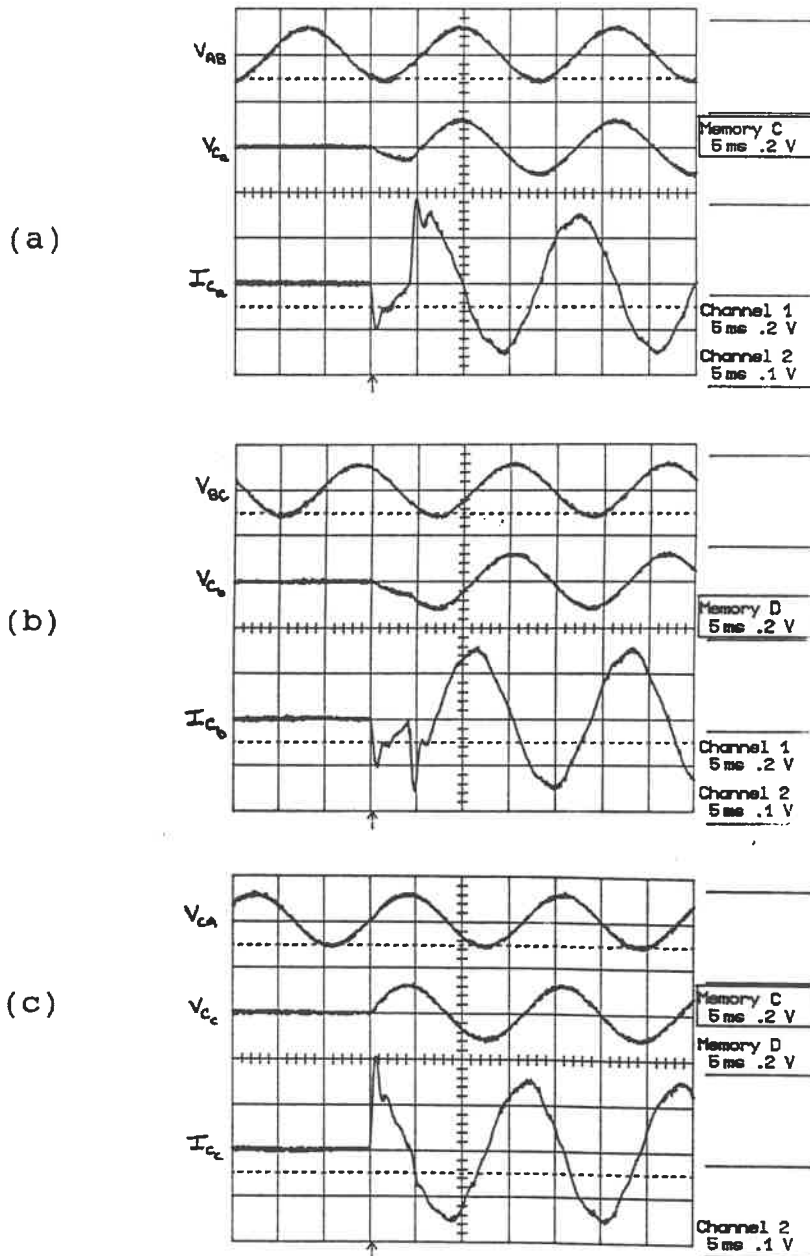 (a)
V_AB
V_Ca
I_Ca
Memory C
5 ms .2 V
Channel 1
5 ms .2 V
Channel 2
5 ms .1 V
(b)
V_BC
V_Cb
I_Cb
Memory D
5 ms .2 V
Channel 1
5 ms .2 V
Channel 2
5 ms .1 V
(c)
V_CA
V_Cc
I_Cc
Memory C
5 ms .2 V
Memory D
5 ms .2 V
Channel 2
5 ms .1 V